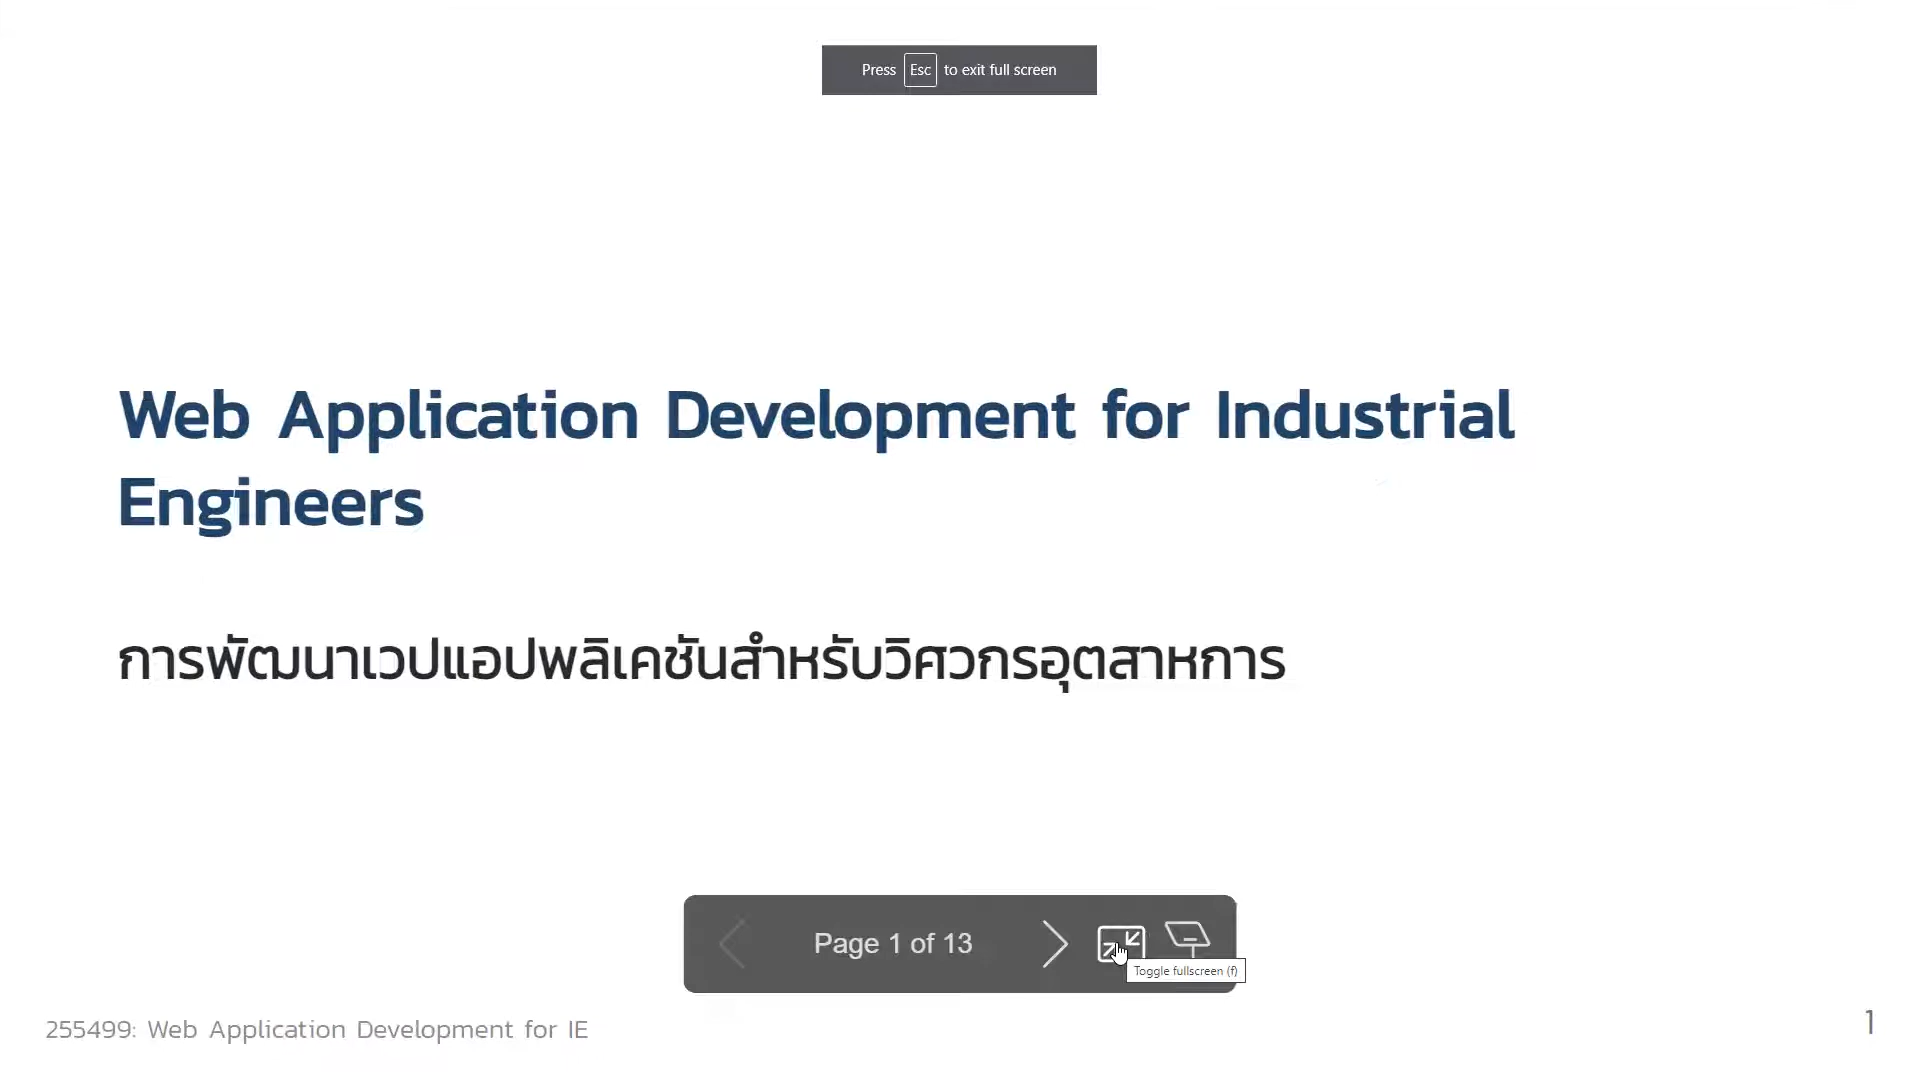 Press Esc to exit full screen
Web Application Development for Industrial
Engineers
การพัฒนาเวปแอปพลิเคชันสำหรับวิศวกรอุตสาหการ
Page 1 of 13
Toggle fullscreen (f)
255499: Web Application Development for IE
1